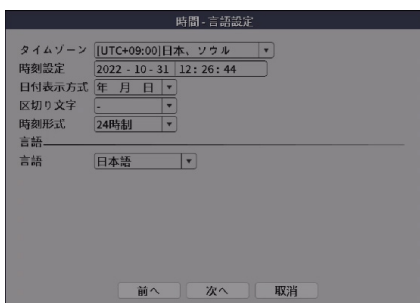 時間-言語設定
タイムゾーン [UTC+09:00]日本、ソウル
時刻設定 2022 - 10 - 31 12 : 26 : 44
日付表示方式 年 月 日
区切り文字 -
時刻形式 24時制
言語
言語 日本語
前へ 次へ 取消